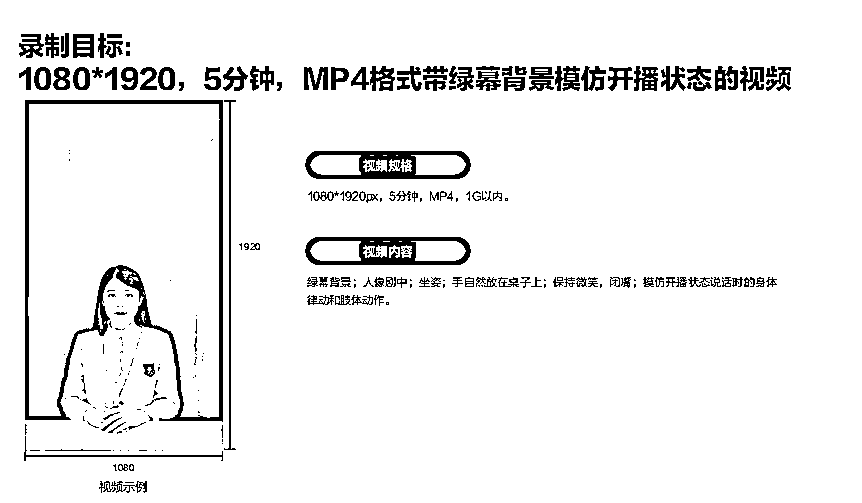 录制目标：
1080*1920，5分钟，MP4格式带绿幕背景模仿开播状态的视频
视频规格
1080*1920px，5分钟，MP4，1G以内。
1920
视频内容
绿幕背景；人像居中；坐姿；手自然放在桌子上；保持微笑，闭嘴；模仿开播状态说话时的身体
律动和肢体动作。
1080
视频示例